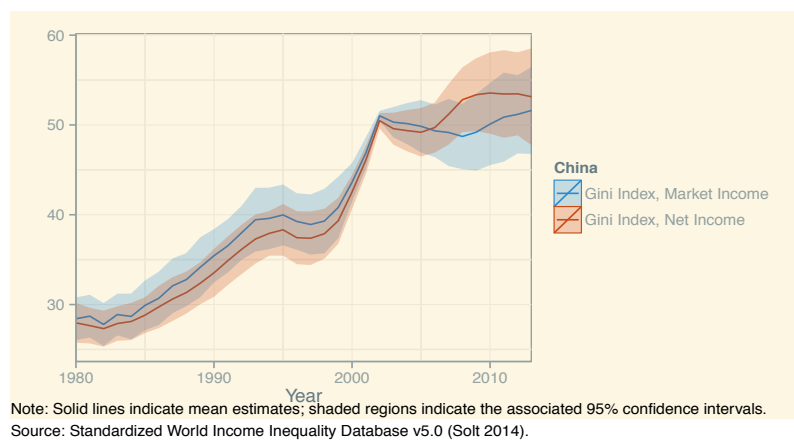 60
50
40
30
1980
1990
2000
2010
Year
China
Gini Index, Market Income
Gini Index, Net Income
Note: Solid lines indicate mean estimates; shaded regions indicate the associated 95% confidence intervals.
Source: Standardized World Income Inequality Database v5.0 (Solt 2014).